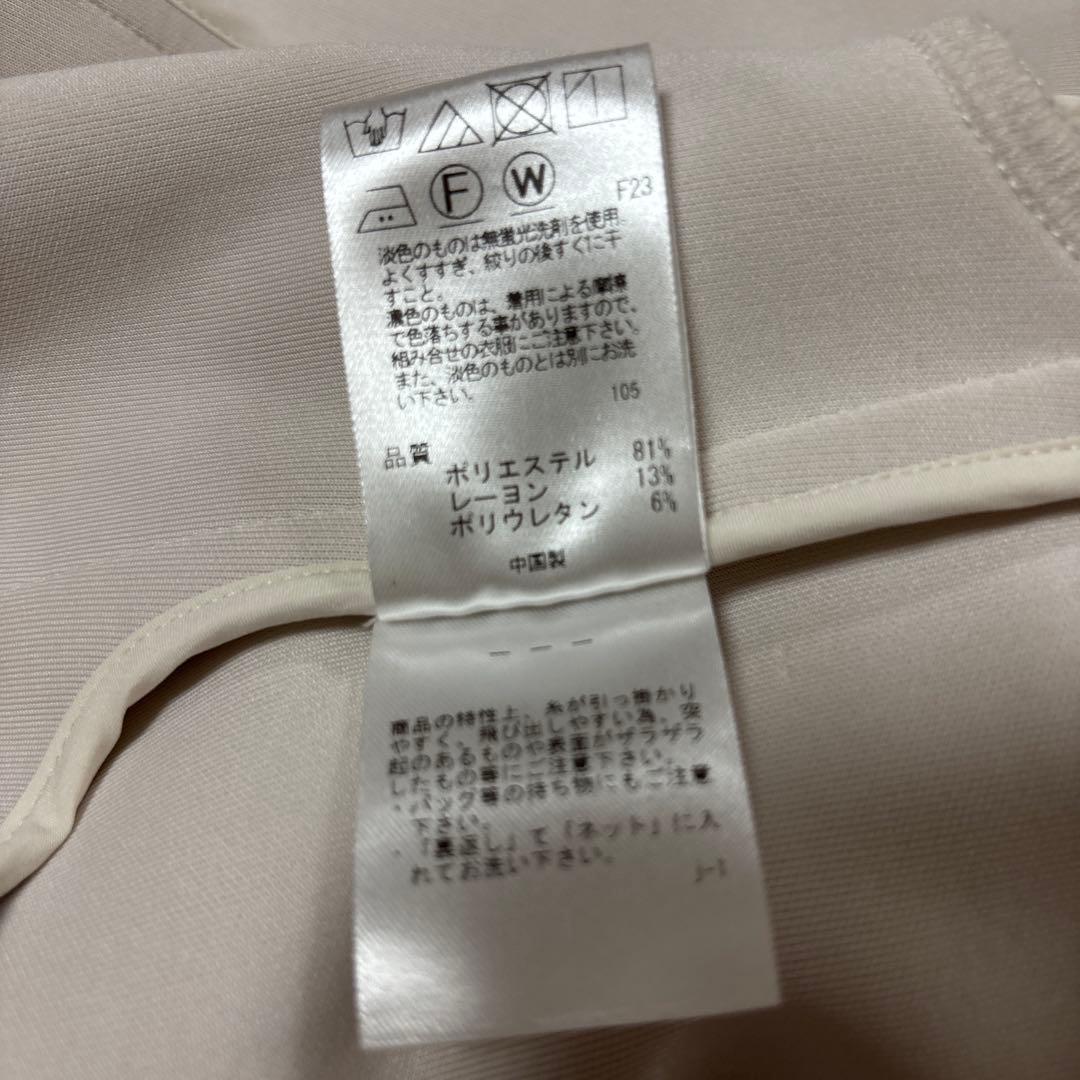 F W F23
淡色のものは無蛍光洗剤を使用。
よくすすぎ、絞りの後すぐに干
すこと。
濃色のものは、着用による摩擦
で色落ちする事がありますので、
組み合せの衣服にご注意下さい。
また、淡色のものとは別にお洗
い下さい。 105
品質 ポリエステル 81%
レーヨン 13%
ポリウレタン 6%
中国製
商品の特性上、糸が引っ掛かり
やすく、飛び出しやすい為、突
起のあるものや表面がザラザラ
したもの等にご注意下さい。
・バッグ等の持ち物にもご注意
下さい。
・「裏返し」て「ネット」に入
れてお洗い下さい。 j-1